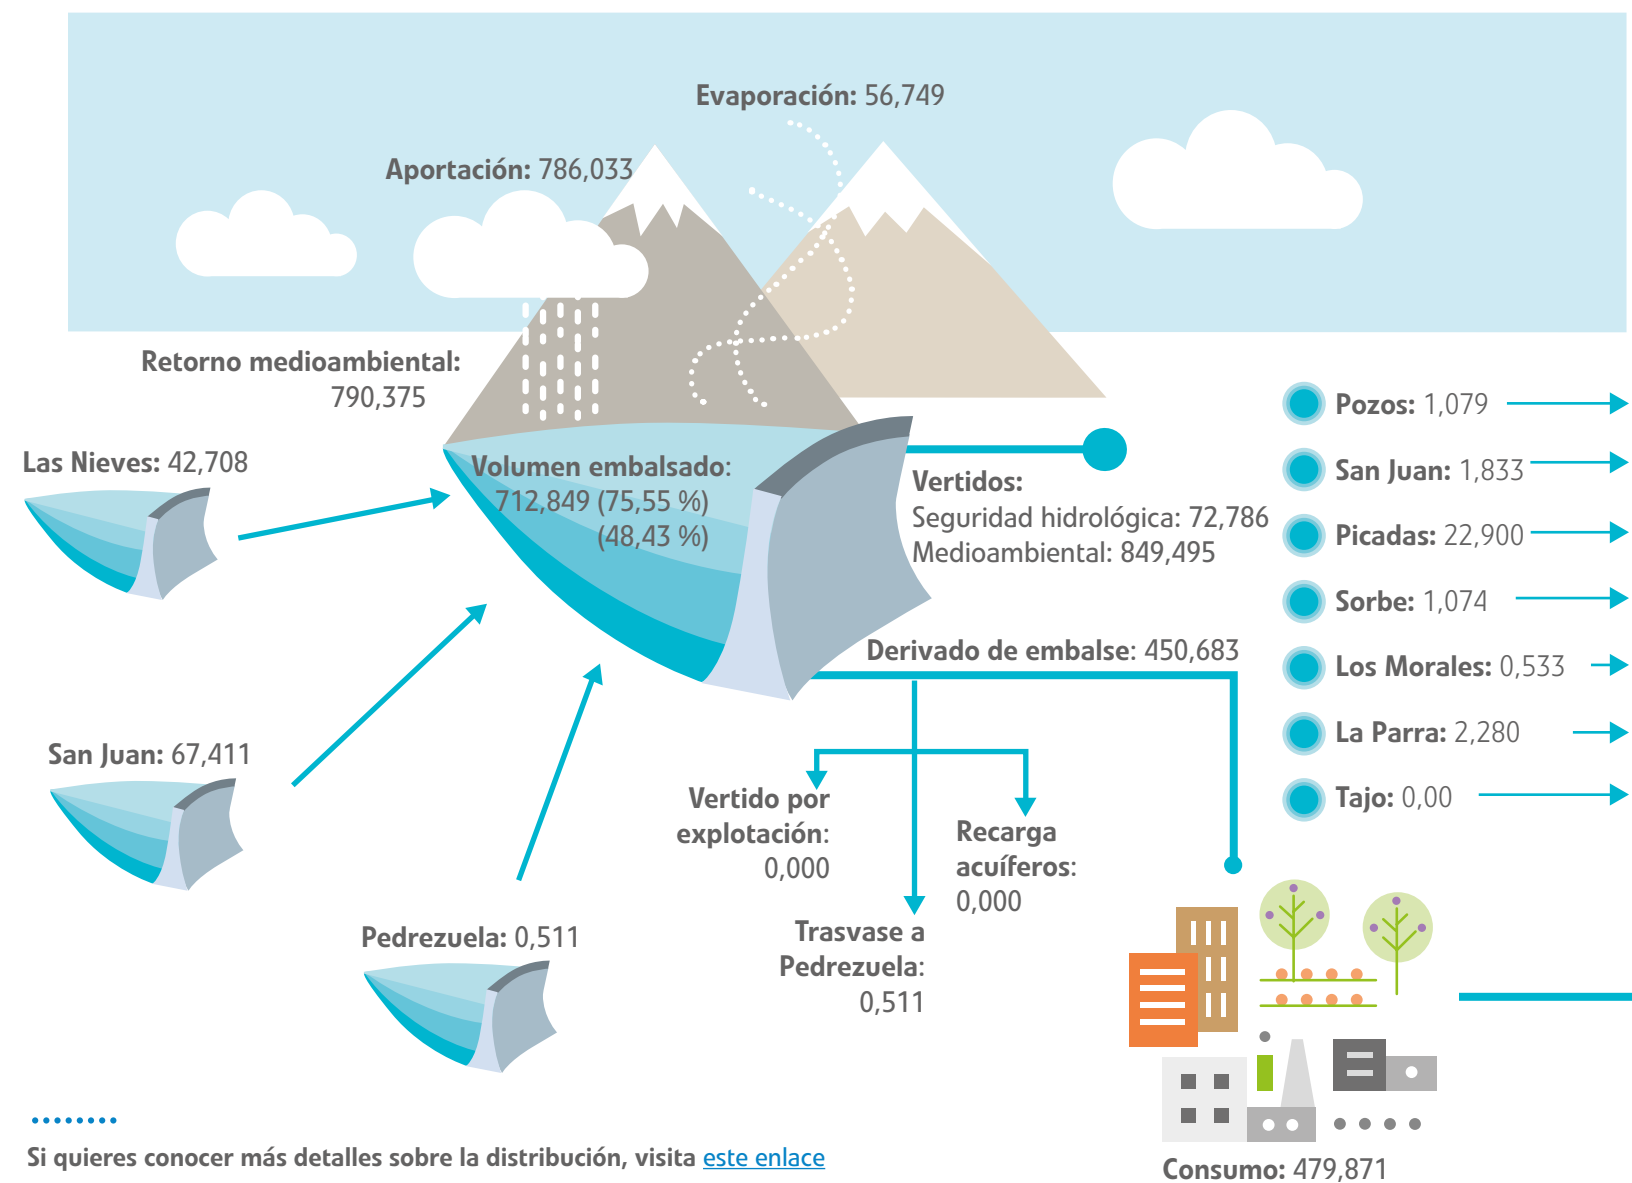 Evaporación: 56,749
Aportación: 786,033
Retorno medioambiental:
790,375
Las Nieves: 42,708
Volumen embalsado:
712,849 (75,55 %)
(48,43 %)
Vertidos:
Seguridad hidrológica: 72,786
Medioambiental: 849,495
Pozos: 1,079
San Juan: 1,833
Picadas: 22,900
Sorbe: 1,074
Los Morales: 0,533
La Parra: 2,280
Tajo: 0,00
Derivado de embalse: 450,683
San Juan: 67,411
Vertido por
explotación:
0,000
Recarga
acuíferos:
0,000
Trasvase a
Pedrezuela:
0,511
Pedrezuela: 0,511
Si quieres conocer más detalles sobre la distribución, visita este enlace
Consumo: 479,871